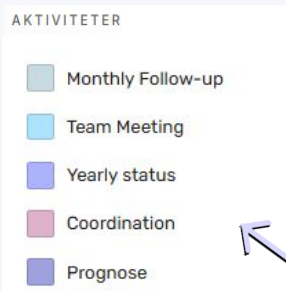 AKTIVITETER
Monthly Follow-up
Team Meeting
Yearly status
Coordination
Prognose